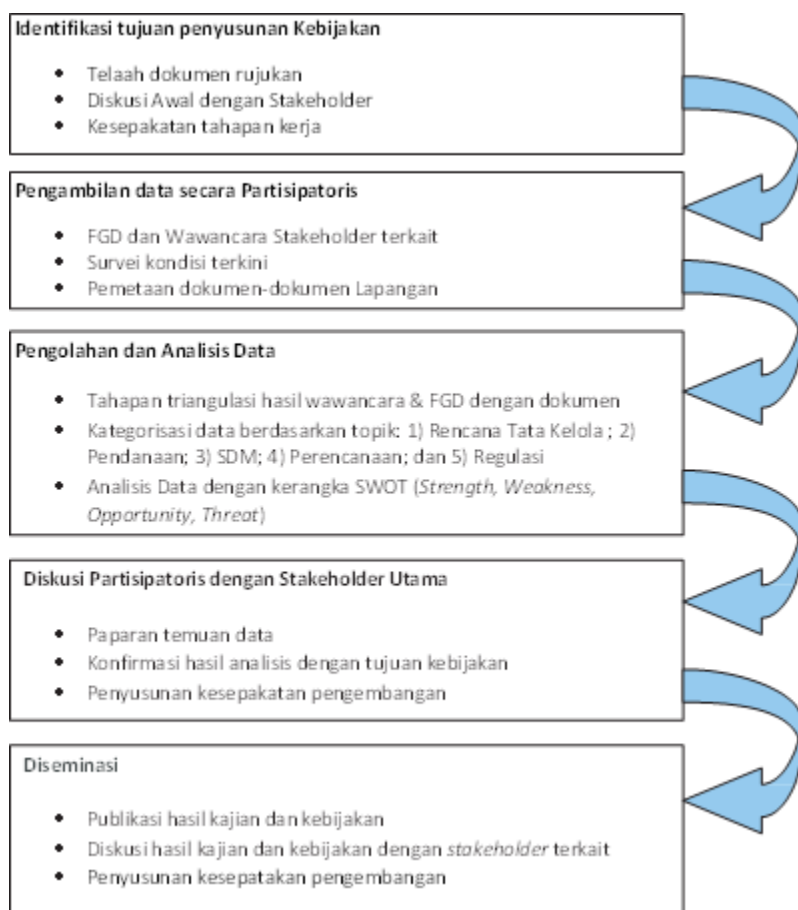 Identifikasi tujuan penyusunan Kebijakan
• Telaah dokumen rujukan
• Diskusi Awal dengan Stakeholder
• Kesepakatan tahapan kerja
Pengambilan data secara Partisipatoris
• FGD dan Wawancara Stakeholder terkait
• Survei kondisi terkini
• Pemetaan dokumen-dokumen Lapangan
Pengolahan dan Analisis Data
• Tahapan triangulasi hasil wawancara & FGD dengan dokumen
• Kategorisasi data berdasarkan topik: 1) Rencana Tata Kelola ; 2)
Pendanaan; 3) SDM; 4) Perencanaan; dan 5) Regulasi
• Analisis Data dengan kerangka SWOT (Strength, Weakness,
Opportunity, Threat)
Diskusi Partisipatoris dengan Stakeholder Utama
• Paparan temuan data
• Konfirmasi hasil analisis dengan tujuan kebijakan
• Penyusunan kesepakatan pengembangan
Diseminasi
• Publikasi hasil kajian dan kebijakan
• Diskusi hasil kajian dan kebijakan dengan stakeholder terkait
• Penyusunan kesepatakan pengembangan